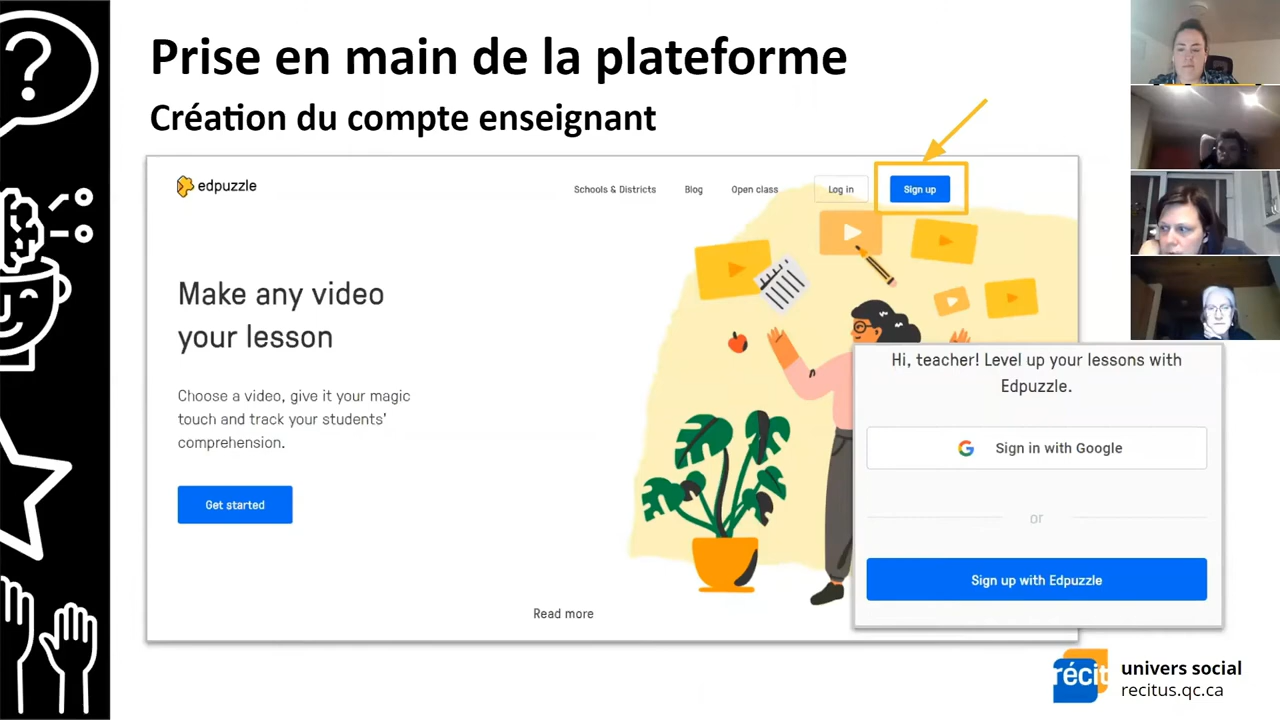 Prise en main de la plateforme
Création du compte enseignant
edpuzzle
Schools & Districts
Blog
Open class
Log in
Sign up
Make any video
your lesson
Choose a video, give it your magic
touch and track your students'
comprehension.
Get started
Read more
Hi, teacher! Level up your lessons with
Edpuzzle.
Sign in with Google
or
Sign up with Edpuzzle
récit
univers social
recitus.qc.ca